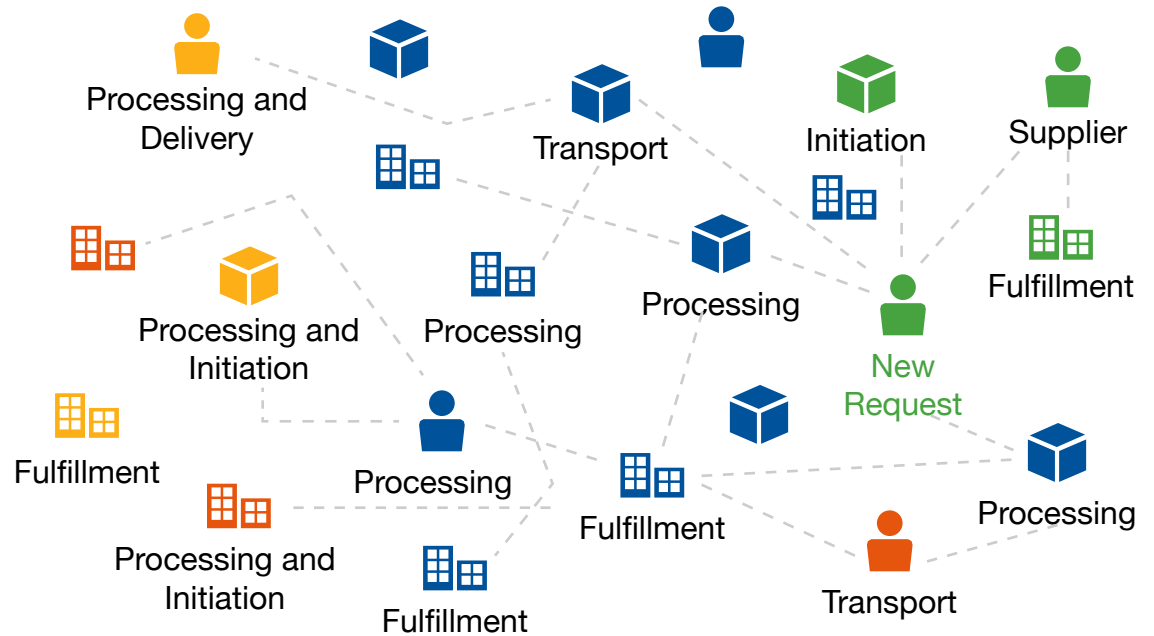 Processing and
Delivery
Transport
Initiation
Supplier
Fulfillment
Processing
Processing and
Initiation
Processing
New
Request
Fulfillment
Processing
Processing
Fulfillment
Processing and
Initiation
Fulfillment
Transport